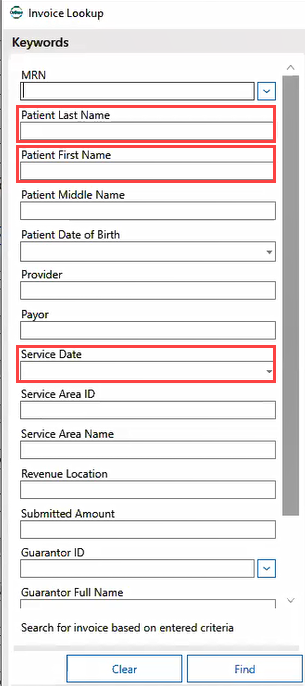 Invoice Lookup
Keywords
MRN
Patient Last Name
Patient First Name
Patient Middle Name
Patient Date of Birth
Provider
Payor
Service Date
Service Area ID
Service Area Name
Revenue Location
Submitted Amount
Guarantor ID
Guarantor Full Name
Search for invoice based on entered criteria
Clear
Find